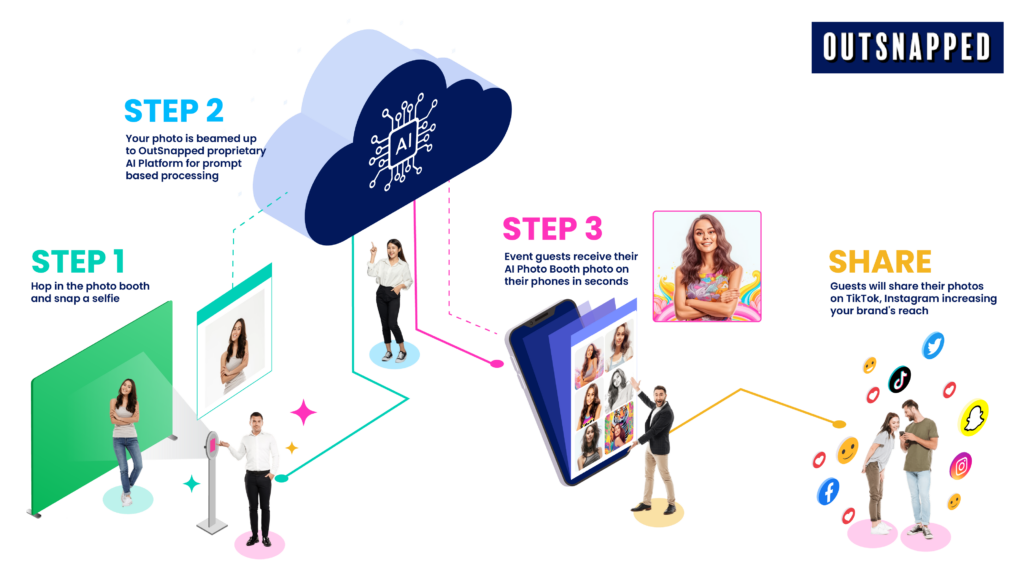 OUTSNAPPED
STEP 2
Your photo is beamed up
to OutSnapped proprietary
AI Platform for prompt
based processing
AI
STEP 1
Hop in the photo booth
and snap a selfie
STEP 3
Event guests receive their
AI Photo Booth photo on
their phones in seconds
SHARE
Guests will share their photos
on TikTok, Instagram increasing
your brand's reach